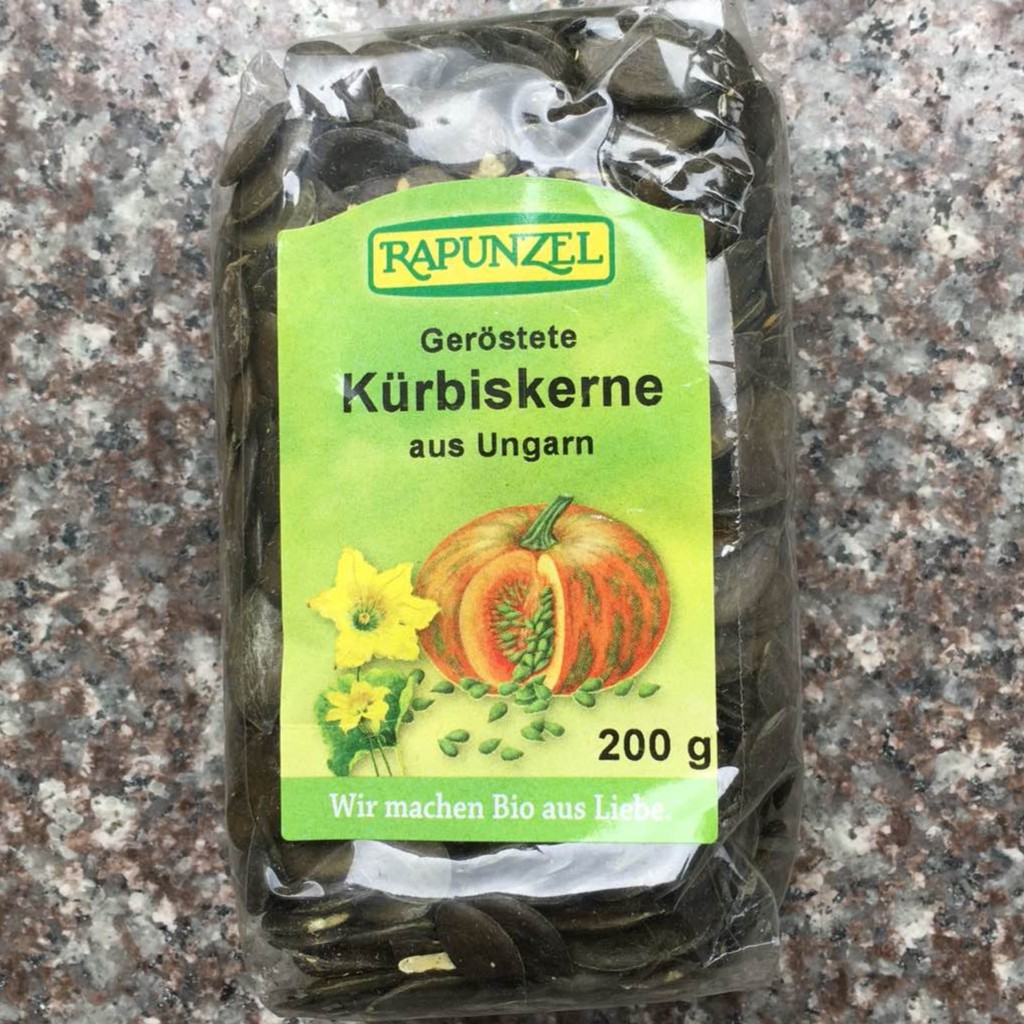 RAPUNZEL
Geröstete
Kürbiskerne
aus Ungarn
200 g
Wir machen Bio aus Liebe.